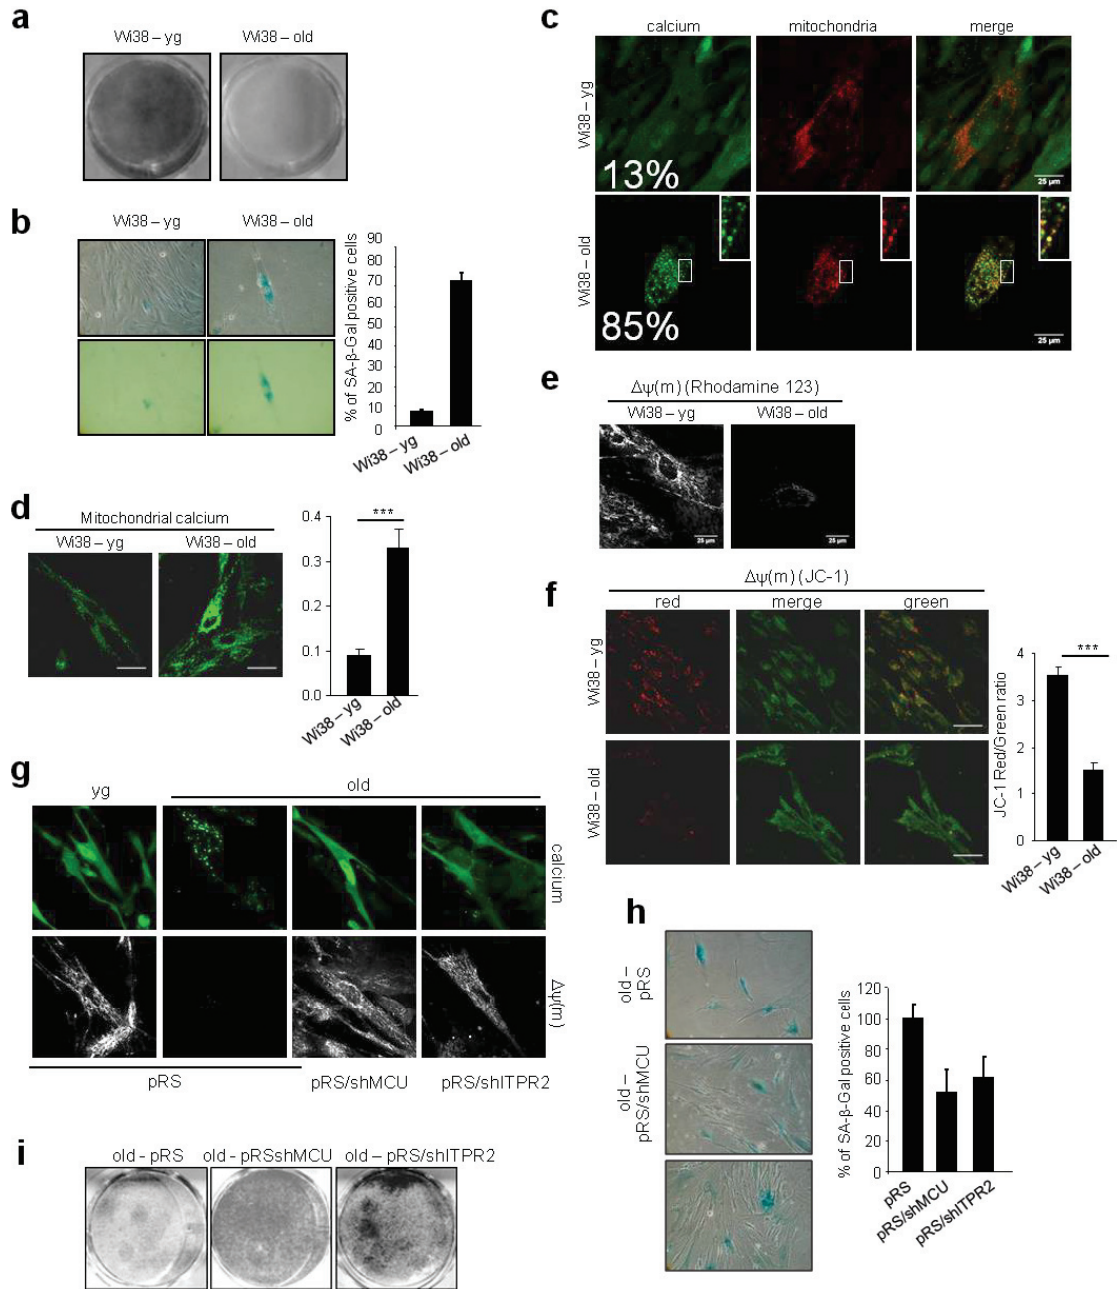 a
Wi38 – yg
Wi38 – old
b
Wi38 – yg
Wi38 – old
% of SA-β-Gal positive cells
90
80
70
60
50
40
30
20
10
0
Wi38 – yg
Wi38 – old
c
calcium
mitochondria
merge
Wi38 – yg
13%
25 µm
Wi38 – old
85%
25 µm
d
Mitochondrial calcium
Wi38 – yg
Wi38 – old
0.4
0.3
0.2
0.1
0.0
***
Wi38 – yg
Wi38 – old
e
Δψ(m) (Rhodamine 123)
Wi38 – yg
Wi38 – old
25 µm
25 µm
f
Δψ(m) (JC-1)
red
merge
green
Wi38 – yg
Wi38 – old
JC-1 Red/Green ratio
4
3
2
1
0
***
Wi38 – yg
Wi38 – old
g
yg
old
calcium
Δψ(m)
pRS
pRS/shMCU
pRS/shITPR2
h
old –
pRS
old –
pRS/shMCU
% of SA-β-Gal positive cells
120
100
80
60
40
20
0
pRS
pRS/shMCU
pRS/shITPR2
i
old - pRS
old - pRSshMCU
old – pRS/shITPR2